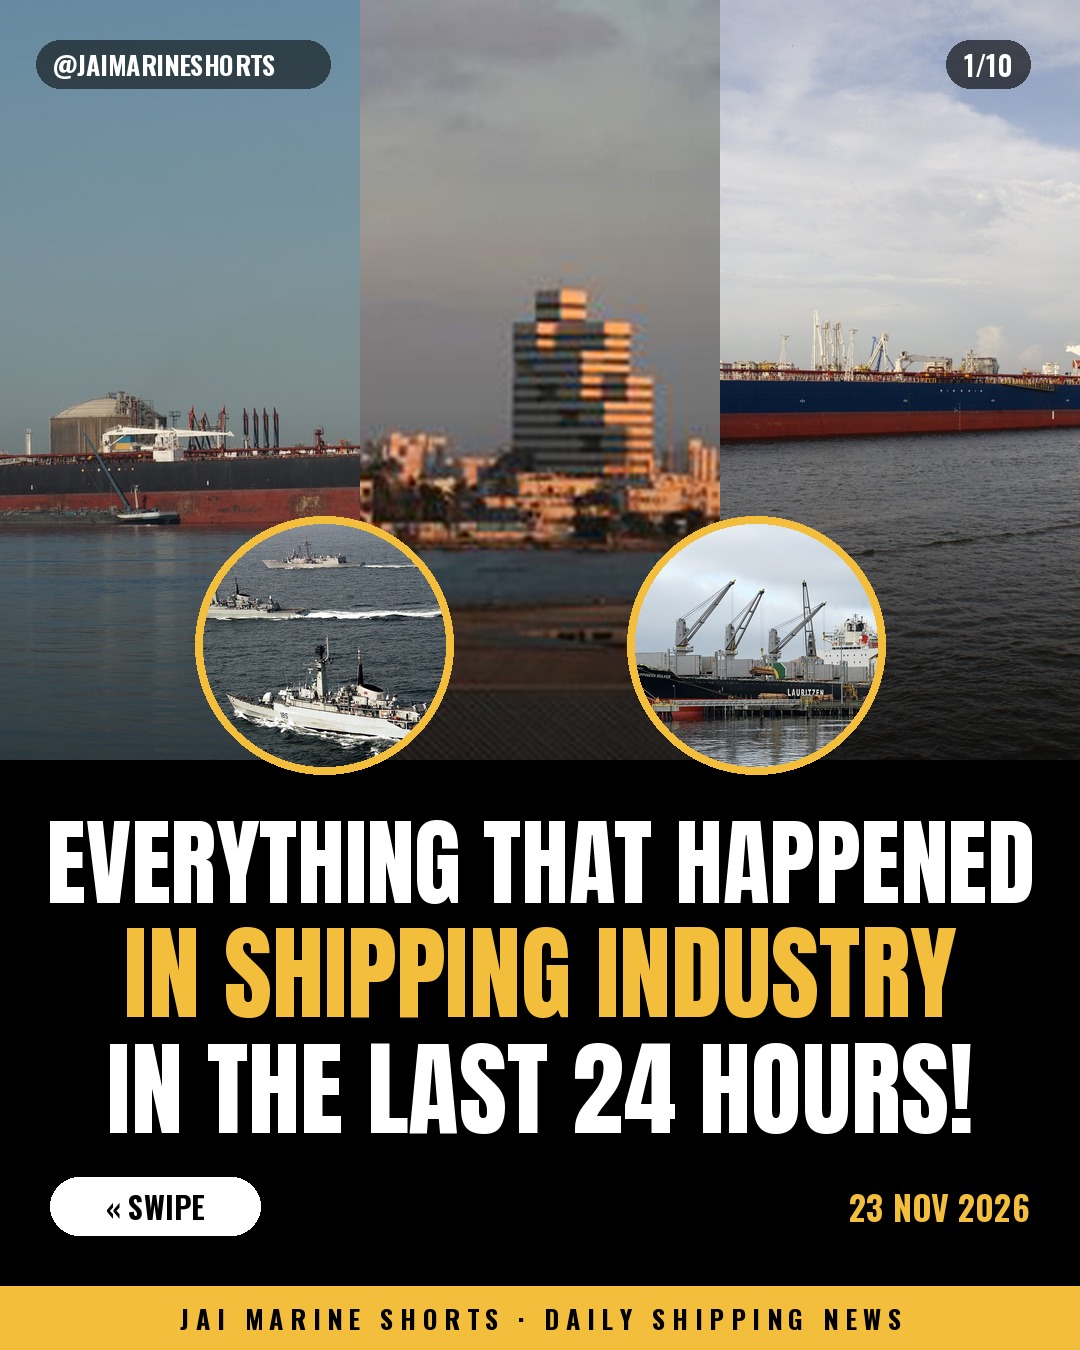 @JAIMARINESHORTS
1/10
LAURITZEN
EVERYTHING THAT HAPPENED
IN SHIPPING INDUSTRY
IN THE LAST 24 HOURS!
« SWIPE
23 NOV 2026
JAI MARINE SHORTS · DAILY SHIPPING NEWS